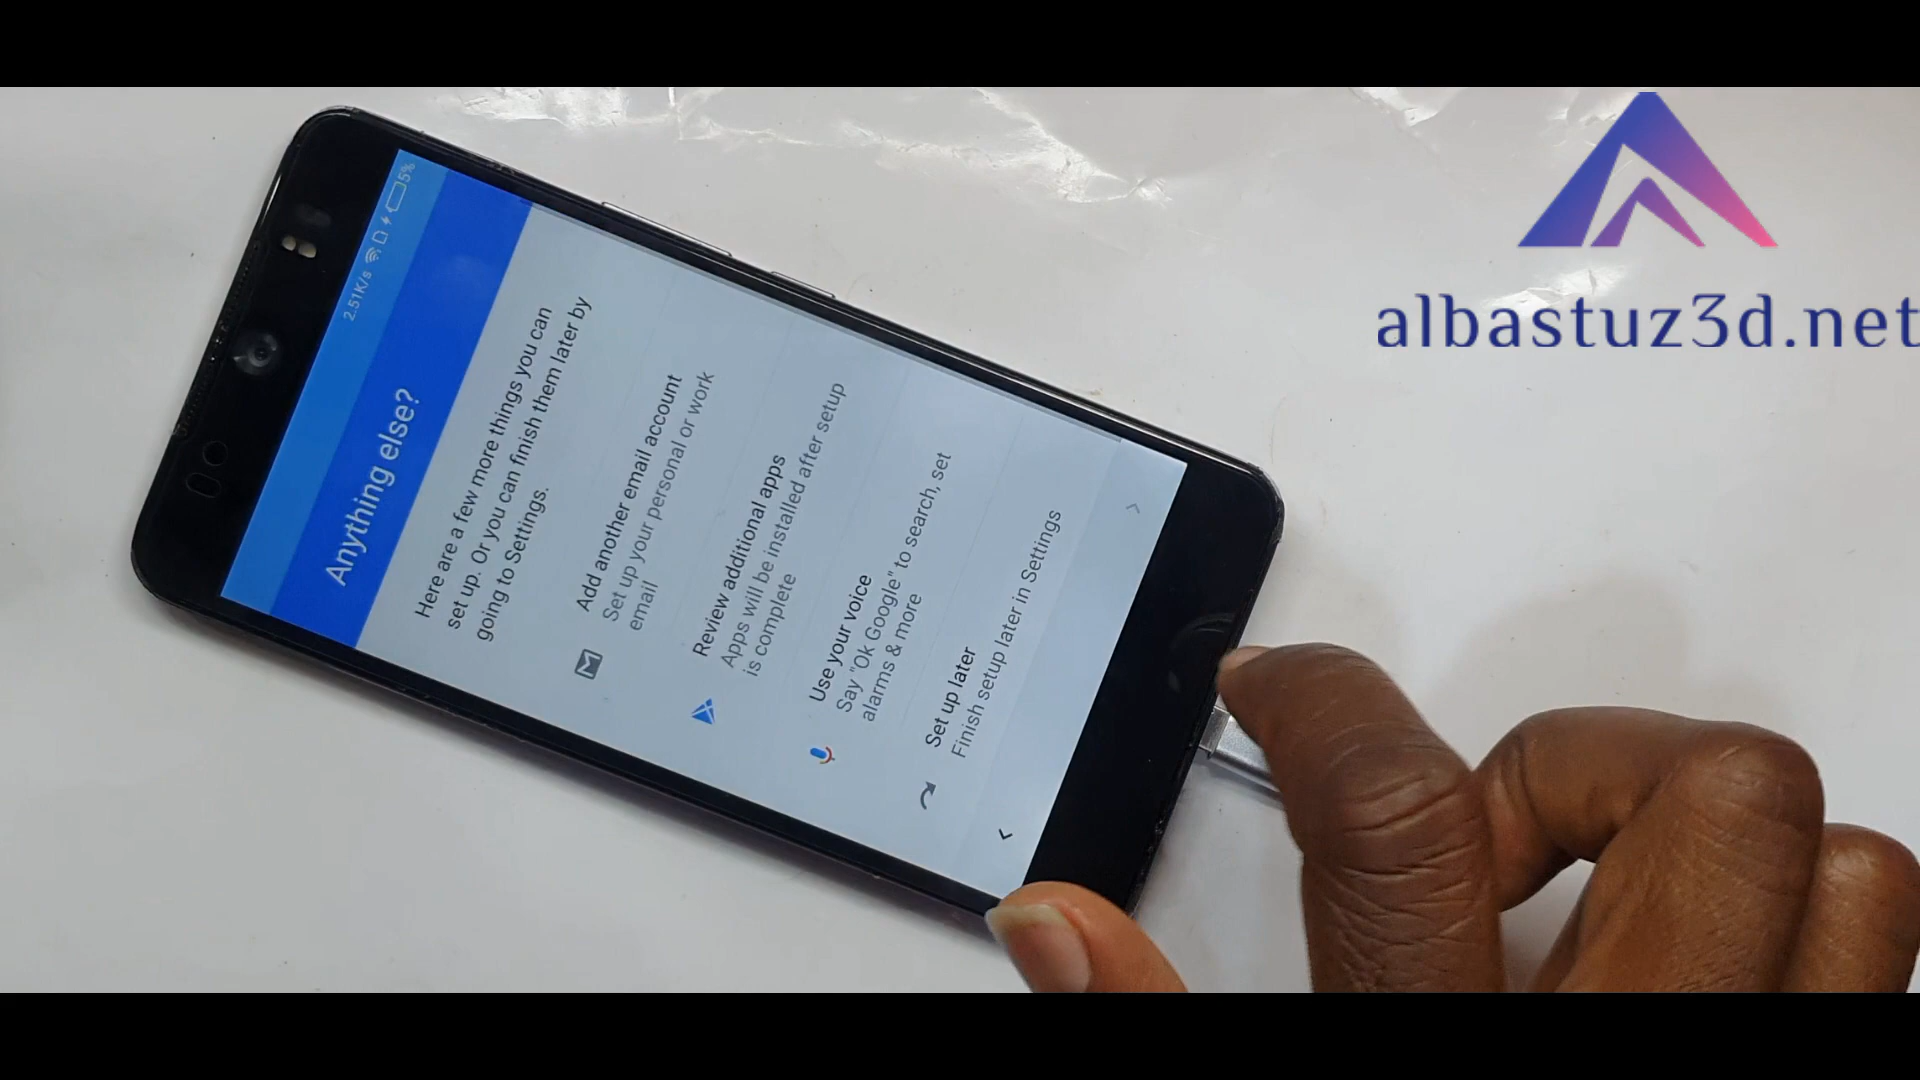 2.51K/s 5%
Anything else?
Here are a few more things you can
set up. Or you can finish them later by
going to Settings.
Add another email account
Set up your personal or work
email
Review additional apps
Apps will be installed after setup
is complete
Use your voice
Say "Ok Google" to search, set
alarms & more
Set up later
Finish setup later in Settings
albastuz3d.net